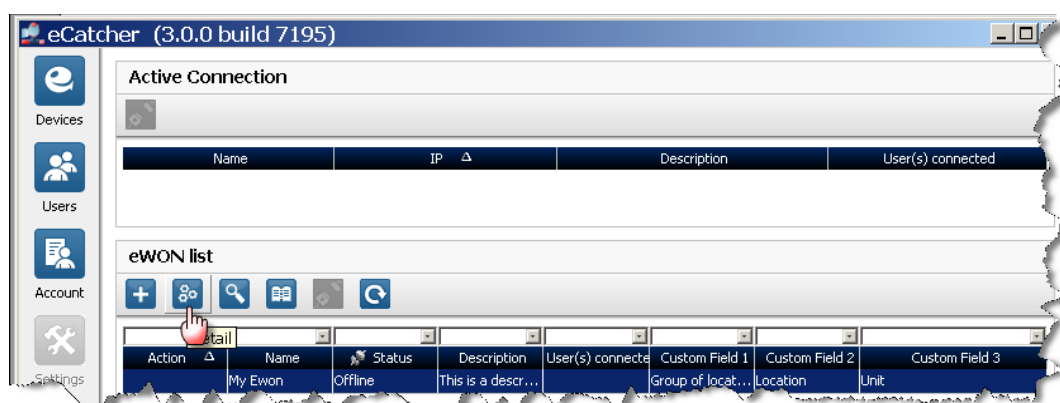 eCatcher (3.0.0 build 7195)
Devices
Users
Account
Settings
Active Connection
Name IP Description User(s) connected
eWON list
etail
Action Name Status Description User(s) connecte Custom Field 1 Custom Field 2 Custom Field 3
My Ewon Offline This is a descr... Group of locat... Location Unit